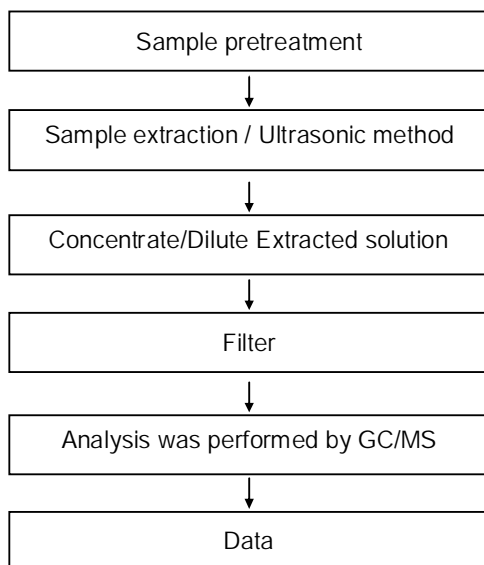 Sample pretreatment
Sample extraction / Ultrasonic method
Concentrate/Dilute Extracted solution
Filter
Analysis was performed by GC/MS
Data